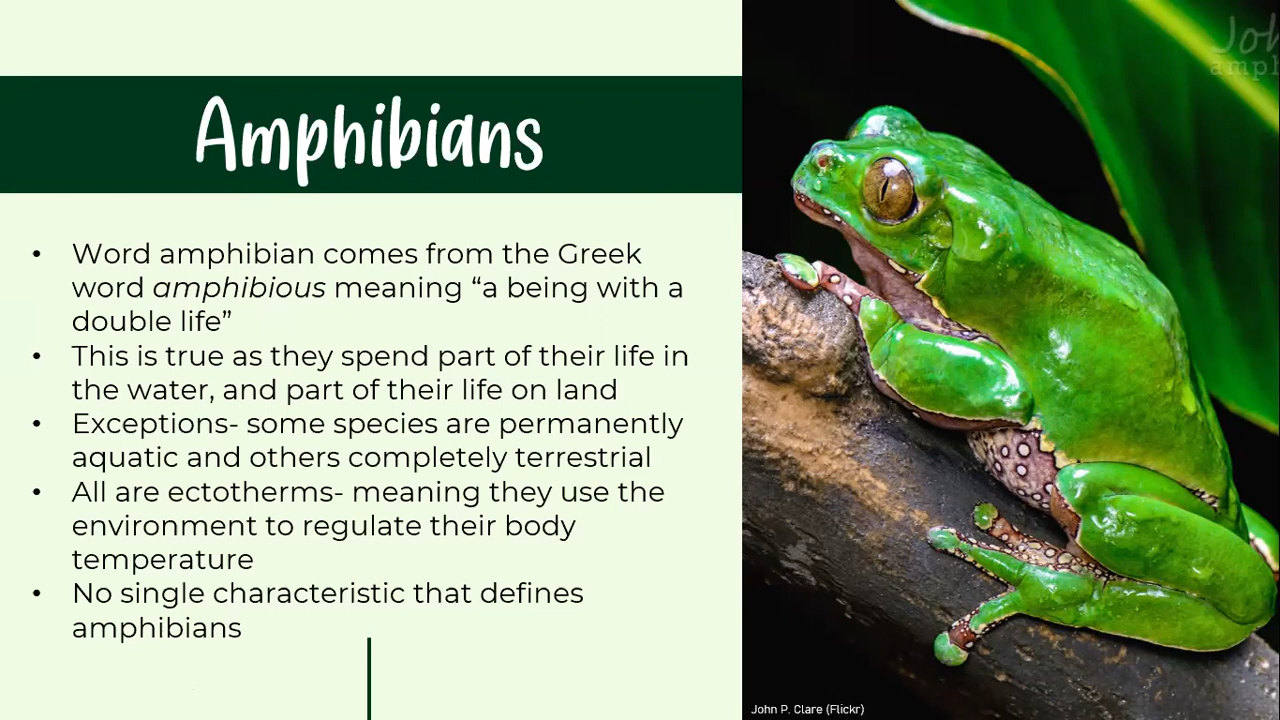 Amphibians
• Word amphibian comes from the Greek
word amphibious meaning “a being with a
double life”
• This is true as they spend part of their life in
the water, and part of their life on land
• Exceptions- some species are permanently
aquatic and others completely terrestrial
• All are ectotherms- meaning they use the
environment to regulate their body
temperature
• No single characteristic that defines
amphibians
John P. Clare (Flickr)